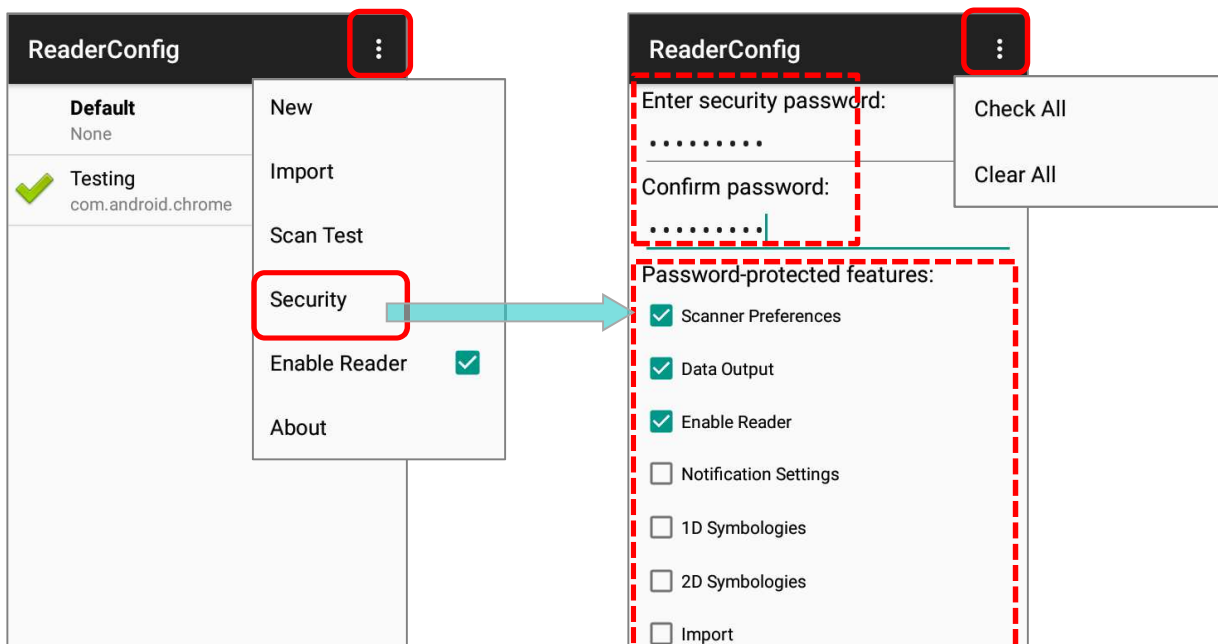 ReaderConfig
Default
None
Testing
com.android.chrome
New
Import
Scan Test
Security
Enable Reader
About
ReaderConfig
Enter security password:
.........
Confirm password:
.........
Check All
Clear All
Password-protected features:
Scanner Preferences
Data Output
Enable Reader
Notification Settings
1D Symbologies
2D Symbologies
Import